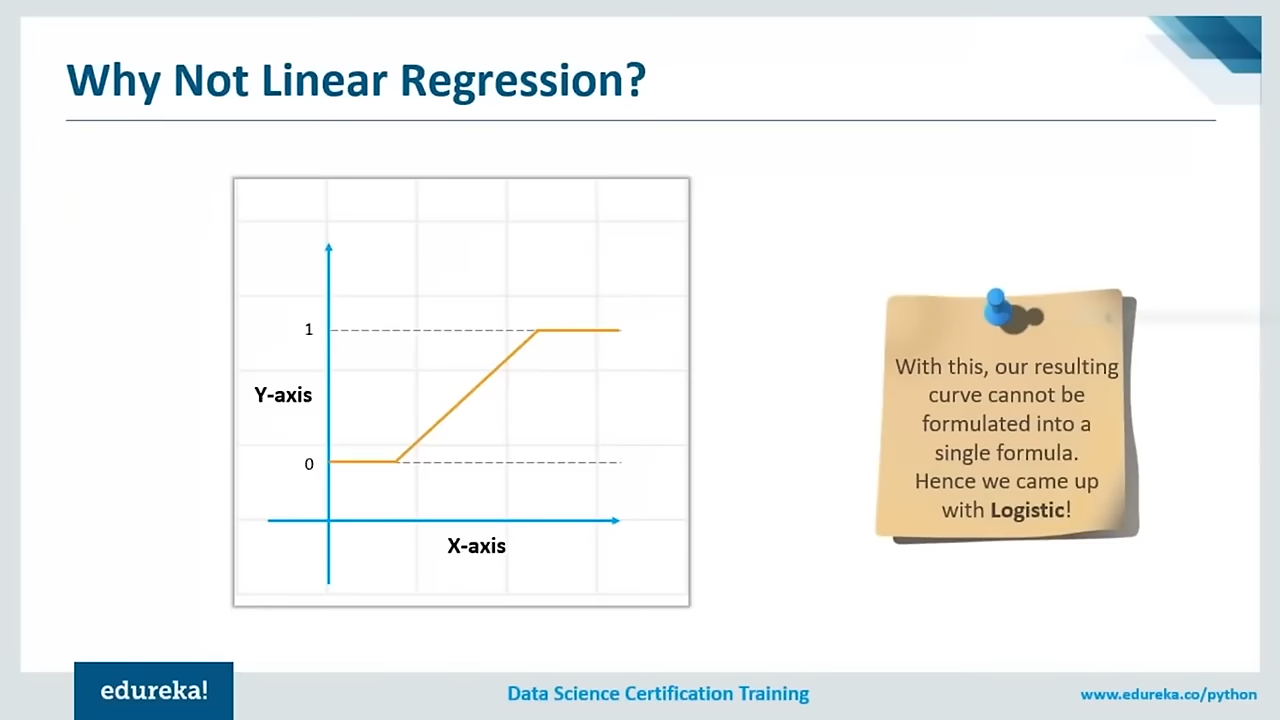 Why Not Linear Regression?
1
Y-axis
0
X-axis
With this, our resulting
curve cannot be
formulated into a
single formula.
Hence we came up
with Logistic!
edureka!
Data Science Certification Training
www.edureka.co/python